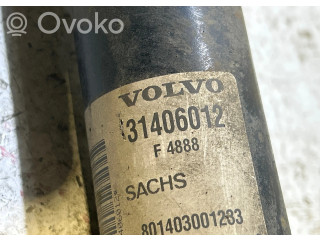 Ovoko
VOLVO
31406012
F 4888
SACHS
801403001283